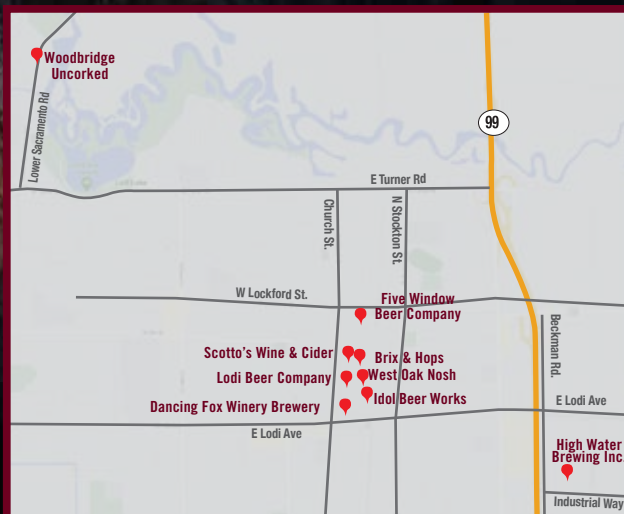 Woodbridge
Uncorked
Lower Sacramento Rd
99
E Turner Rd
Church St.
N Stockton St.
W Lockford St.
Five Window
Beer Company
Scotto's Wine & Cider
Brix & Hops
Lodi Beer Company
West Oak Nosh
Idol Beer Works
Dancing Fox Winery Brewery
E Lodi Ave
Beckman Rd.
E Lodi Ave
High Water
Brewing Inc.
Industrial Way